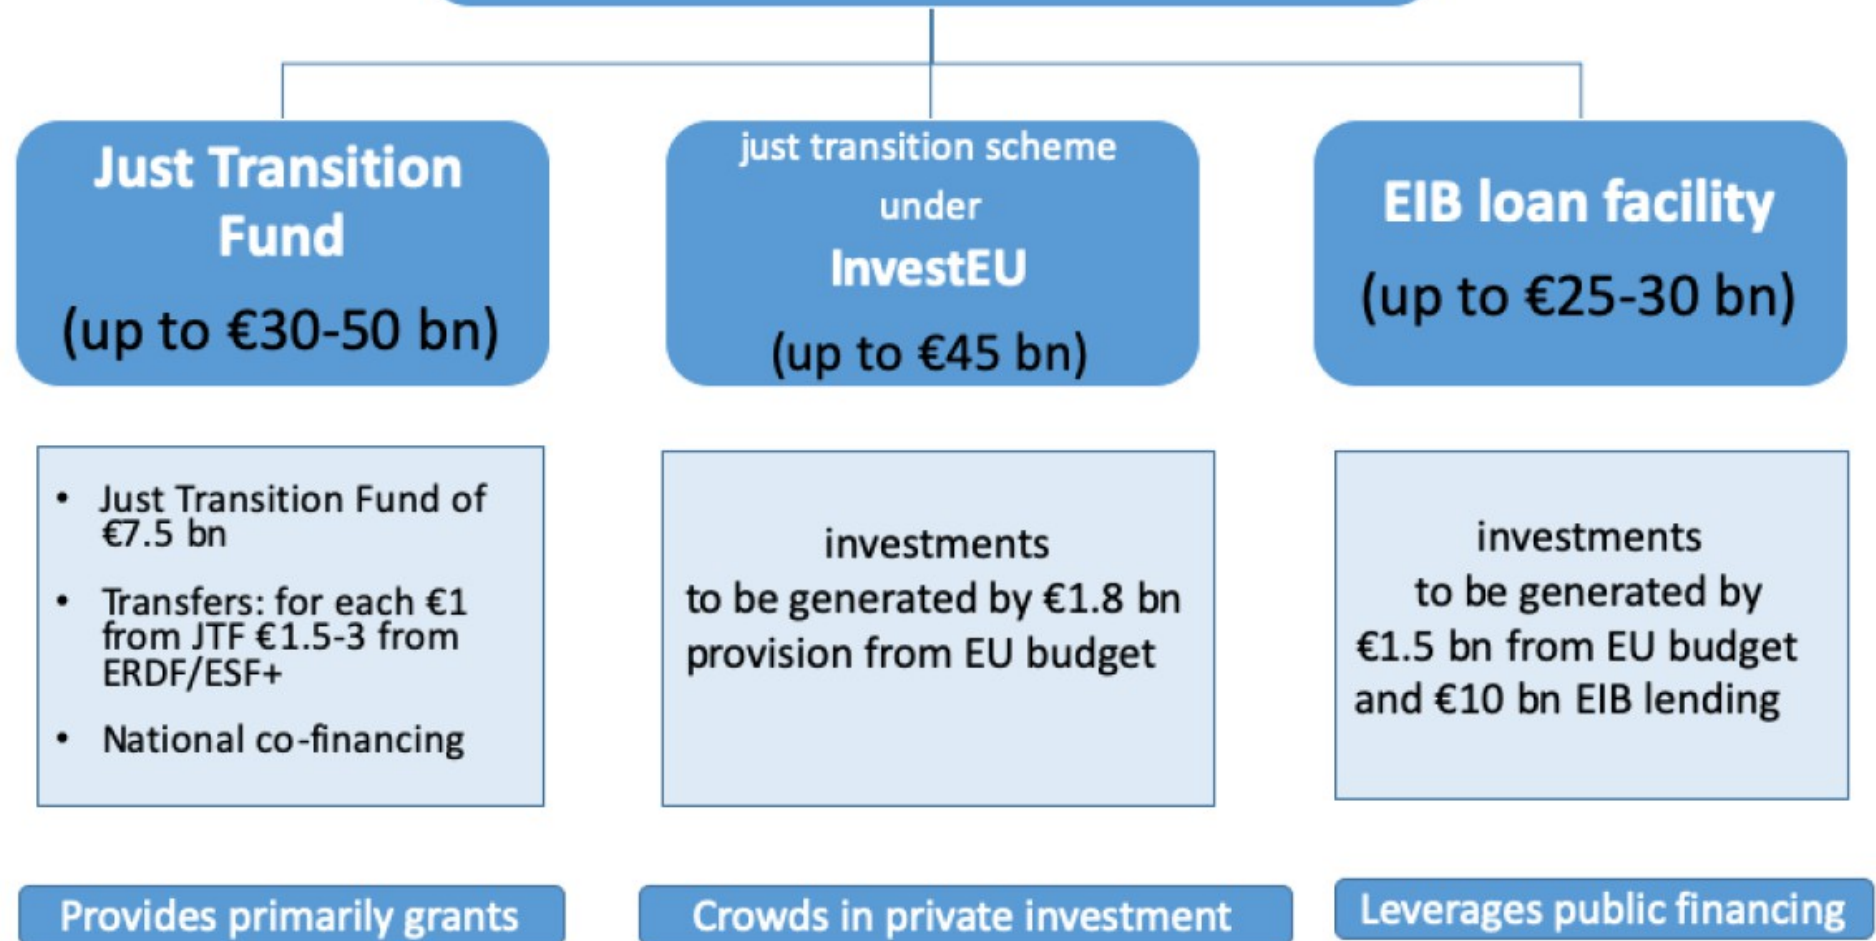 Just Transition
Fund
(up to €30-50 bn)
just transition scheme
under
InvestEU
(up to €45 bn)
EIB loan facility
(up to €25-30 bn)
• Just Transition Fund of
€7.5 bn
• Transfers: for each €1
from JTF €1.5-3 from
ERDF/ESF+
• National co-financing
investments
to be generated by €1.8 bn
provision from EU budget
investments
to be generated by
€1.5 bn from EU budget
and €10 bn EIB lending
Provides primarily grants
Crowds in private investment
Leverages public financing